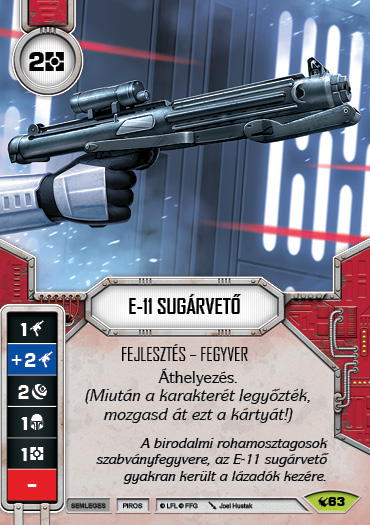 2
E-11 SUGÁRVETŐ
FEJLESZTÉS – FEGYVER
Áthelyezés.
(Miután a karakterét legyőzték,
mozgasd át ezt a kártyát!)
A birodalmi rohamosztagosok
szabványfegyvere, az E-11 sugárvető
gyakran került a lázadók kezére.
1
+2
2
1
1
–
SEMLEGES PIROS © LFL © FFG Joel Hustak 83